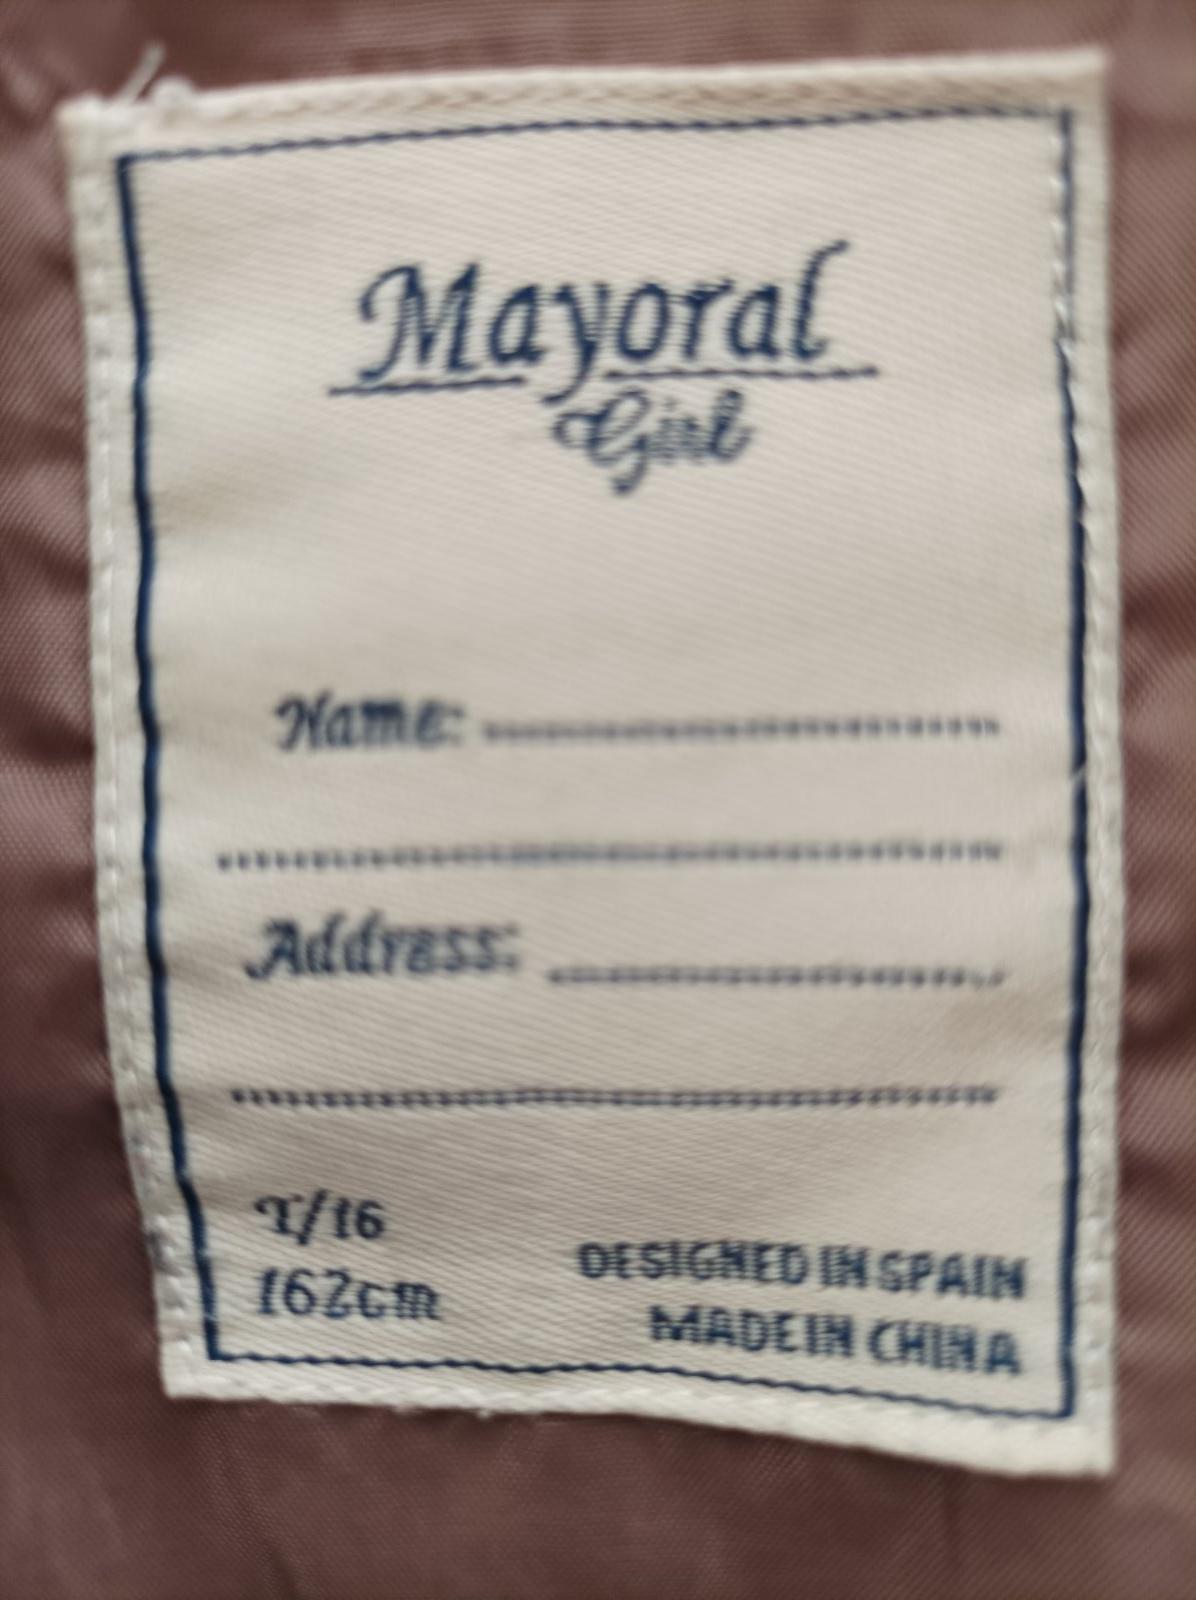 Mayoral
Girl
Name:
Address:
T/16
162cm
DESIGNED IN SPAIN
MADE IN CHINA